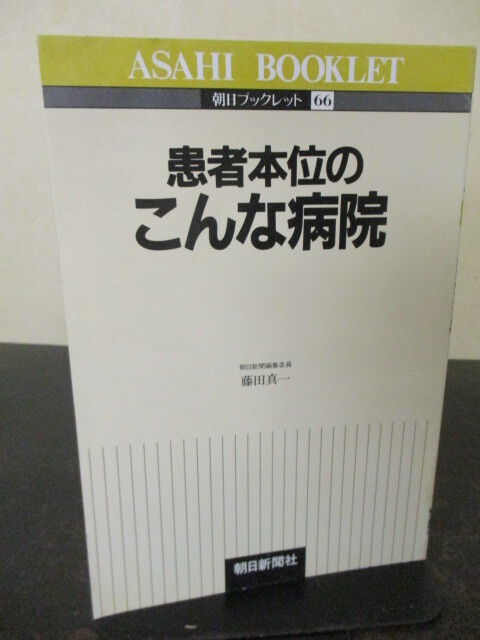 ASAHI BOOKLET
朝日ブックレット 66
患者本位の
こんな病院
朝日新聞編集委員
藤田真一
朝日新聞社